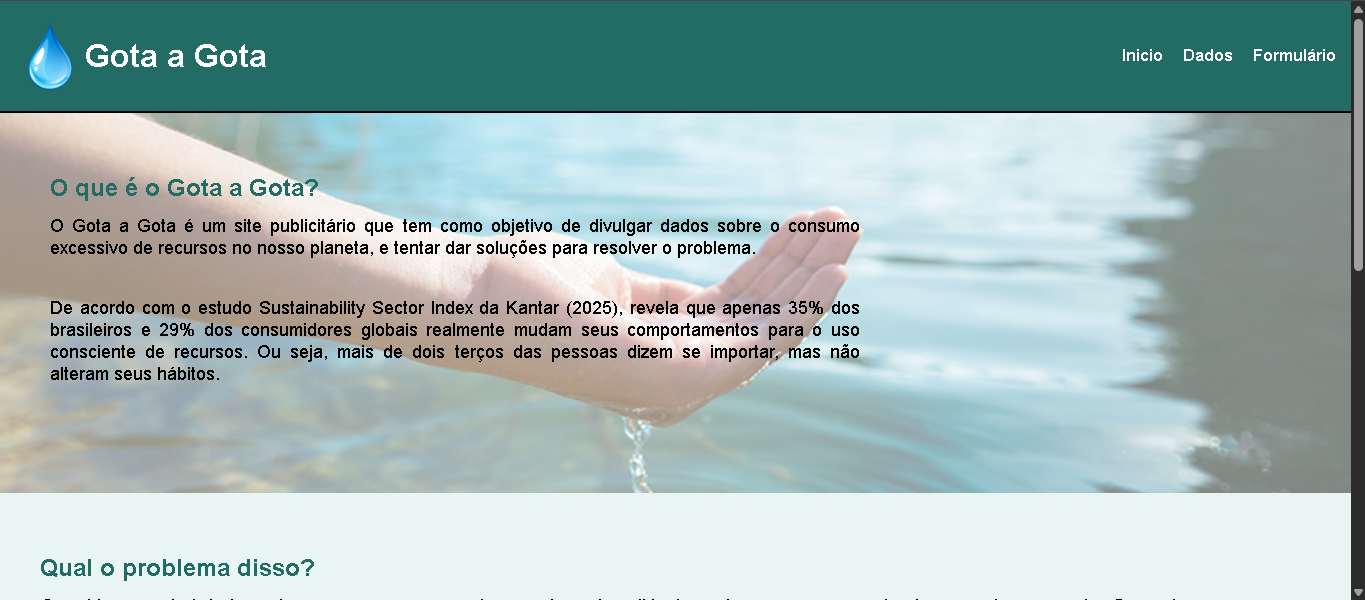 Gota a Gota
Inicio Dados Formulário
O que é o Gota a Gota?
O Gota a Gota é um site publicitário que tem como objetivo de divulgar dados sobre o consumo
excessivo de recursos no nosso planeta, e tentar dar soluções para resolver o problema.
De acordo com o estudo Sustainability Sector Index da Kantar (2025), revela que apenas 35% dos
brasileiros e 29% dos consumidores globais realmente mudam seus comportamentos para o uso
consciente de recursos. Ou seja, mais de dois terços das pessoas dizem se importar, mas não
alteram seus hábitos.
Qual o problema disso?